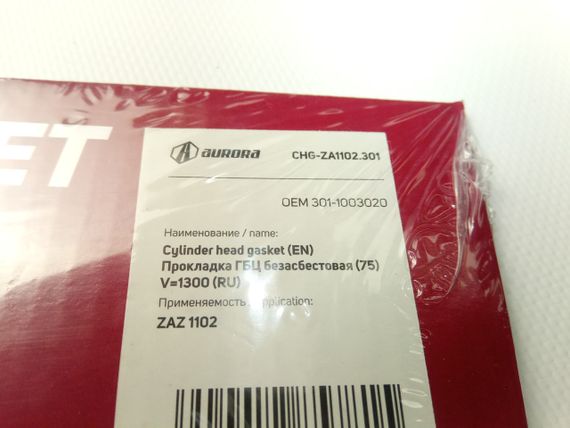 ET
AURORA CHG-ZA1102.301
OEM 301-1003020
Наименование / name:
Cylinder head gasket (EN)
Прокладка ГБЦ безасбестовая (75)
V=1300 (RU)
Применяемость / application:
ZAZ 1102